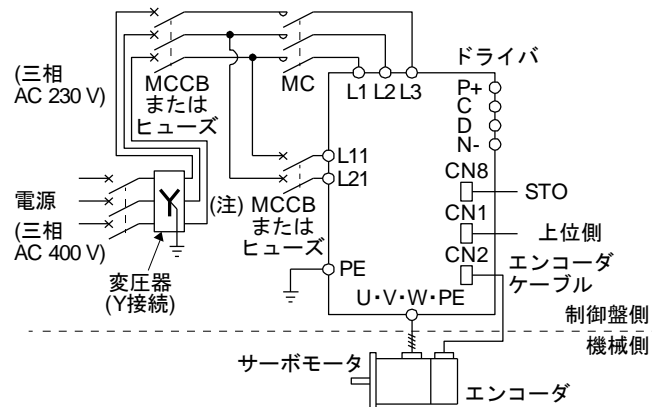 ドライバ
(三相
AC 230 V)
MCCB
または
ヒューズ
MC
L1 L2 L3
P+
C
D
N-
L11
L21
CN8
STO
CN1
上位側
CN2
エンコーダ
ケーブル
電源
(三相
AC 400 V)
(注)
MCCB
または
ヒューズ
変圧器
(Y接続)
PE
U・V・W・PE
制御盤側
機械側
サーボモータ
エンコーダ